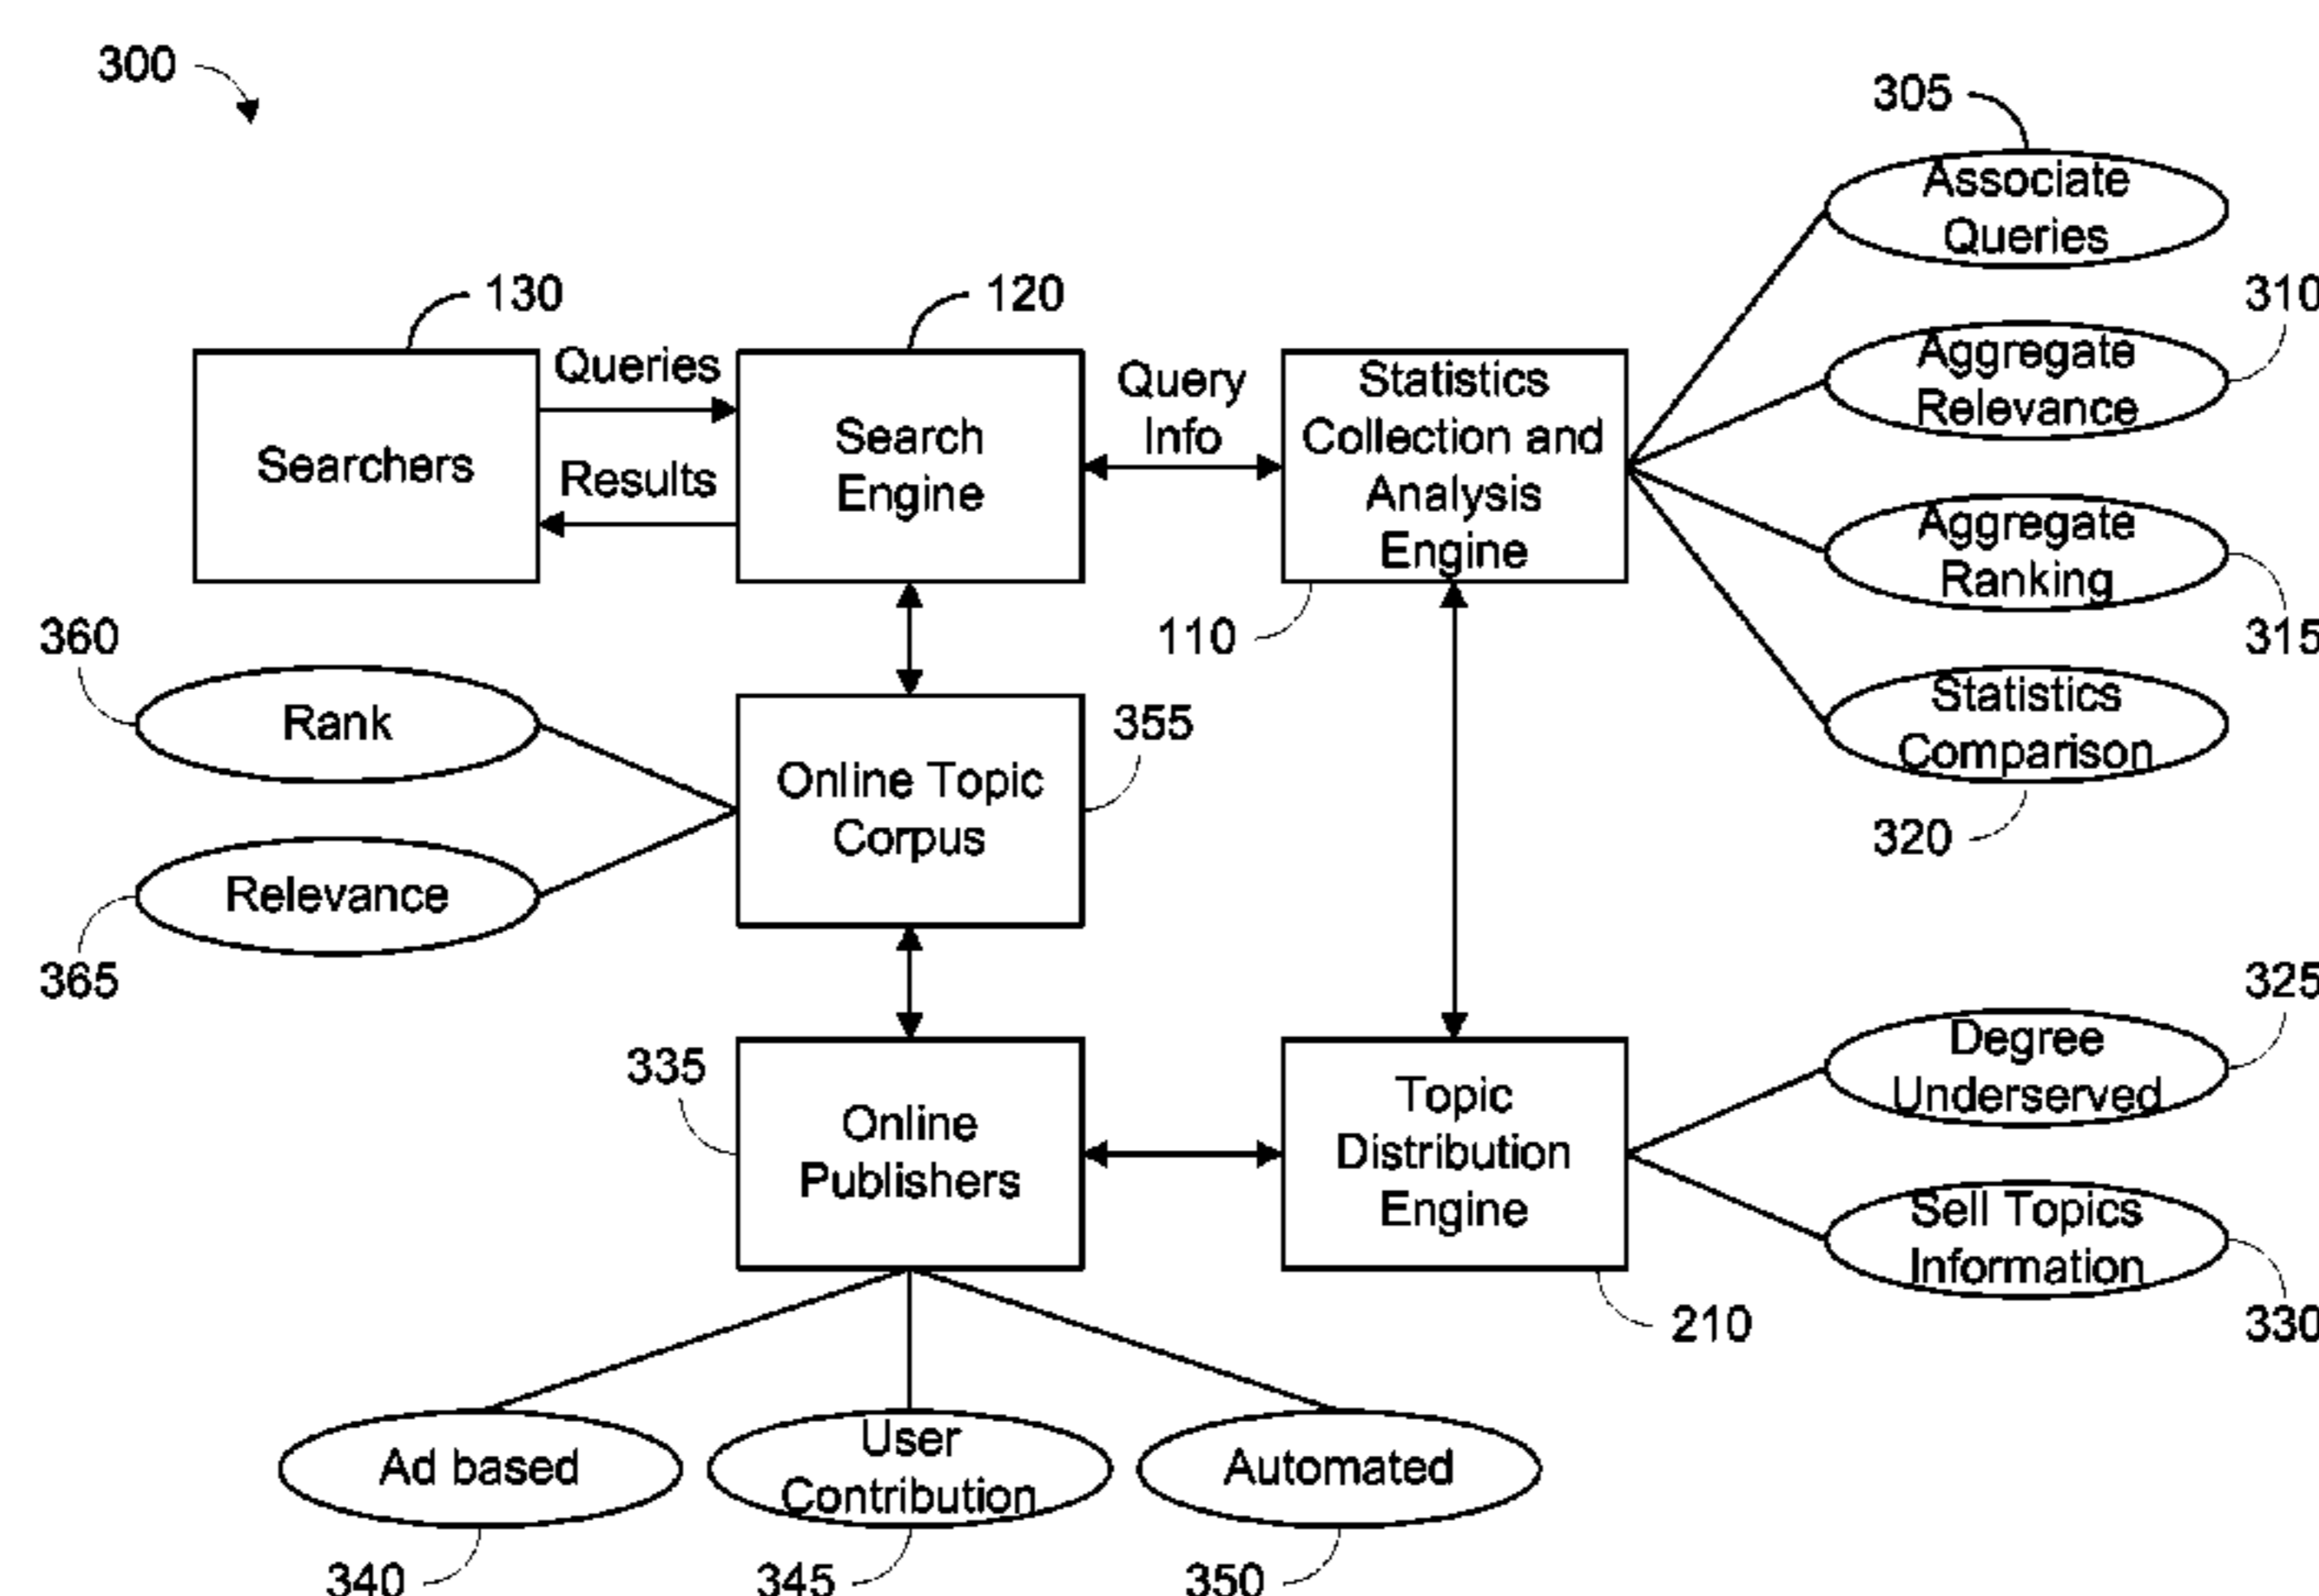 300
305
Associate
Queries
130
120
310
Queries
Results
Searchers
Search
Engine
Query
Info
Statistics
Collection and
Analysis
Engine
Aggregate
Relevance
Aggregate
Ranking
110
315
360
Rank
355
Statistics
Comparison
Online Topic
Corpus
320
Relevance
365
325
335
Online
Publishers
Topic
Distribution
Engine
Degree
Underserved
Sell Topics
Information
210
330
Ad based
User
Contribution
Automated
340
345
350